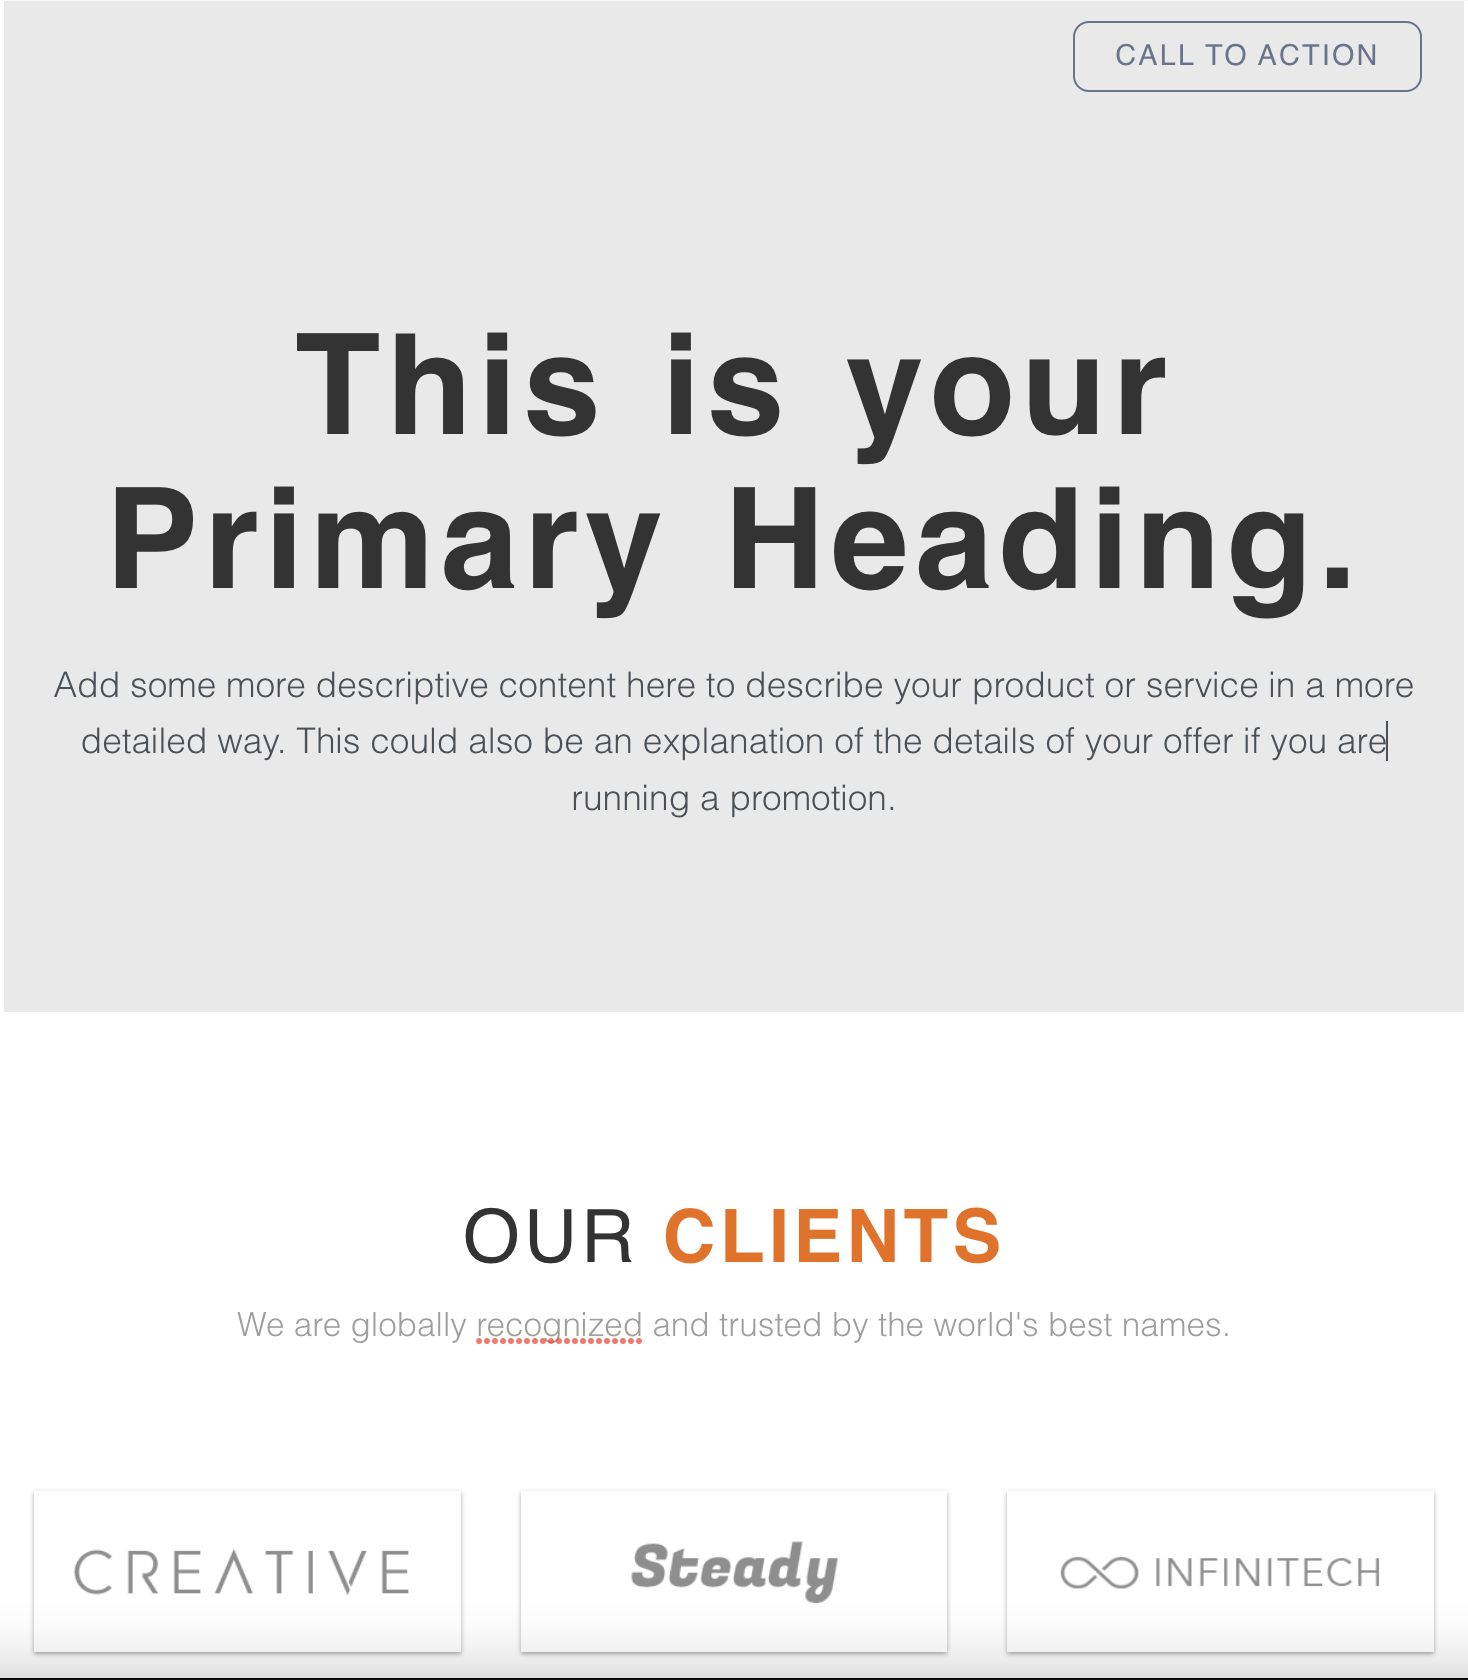 CALL TO ACTION
This is your
Primary Heading.
Add some more descriptive content here to describe your product or service in a more
detailed way. This could also be an explanation of the details of your offer if you are
running a promotion.
OUR CLIENTS
We are globally recognized and trusted by the world's best names.
CREATIVE
Steady
INFINITECH